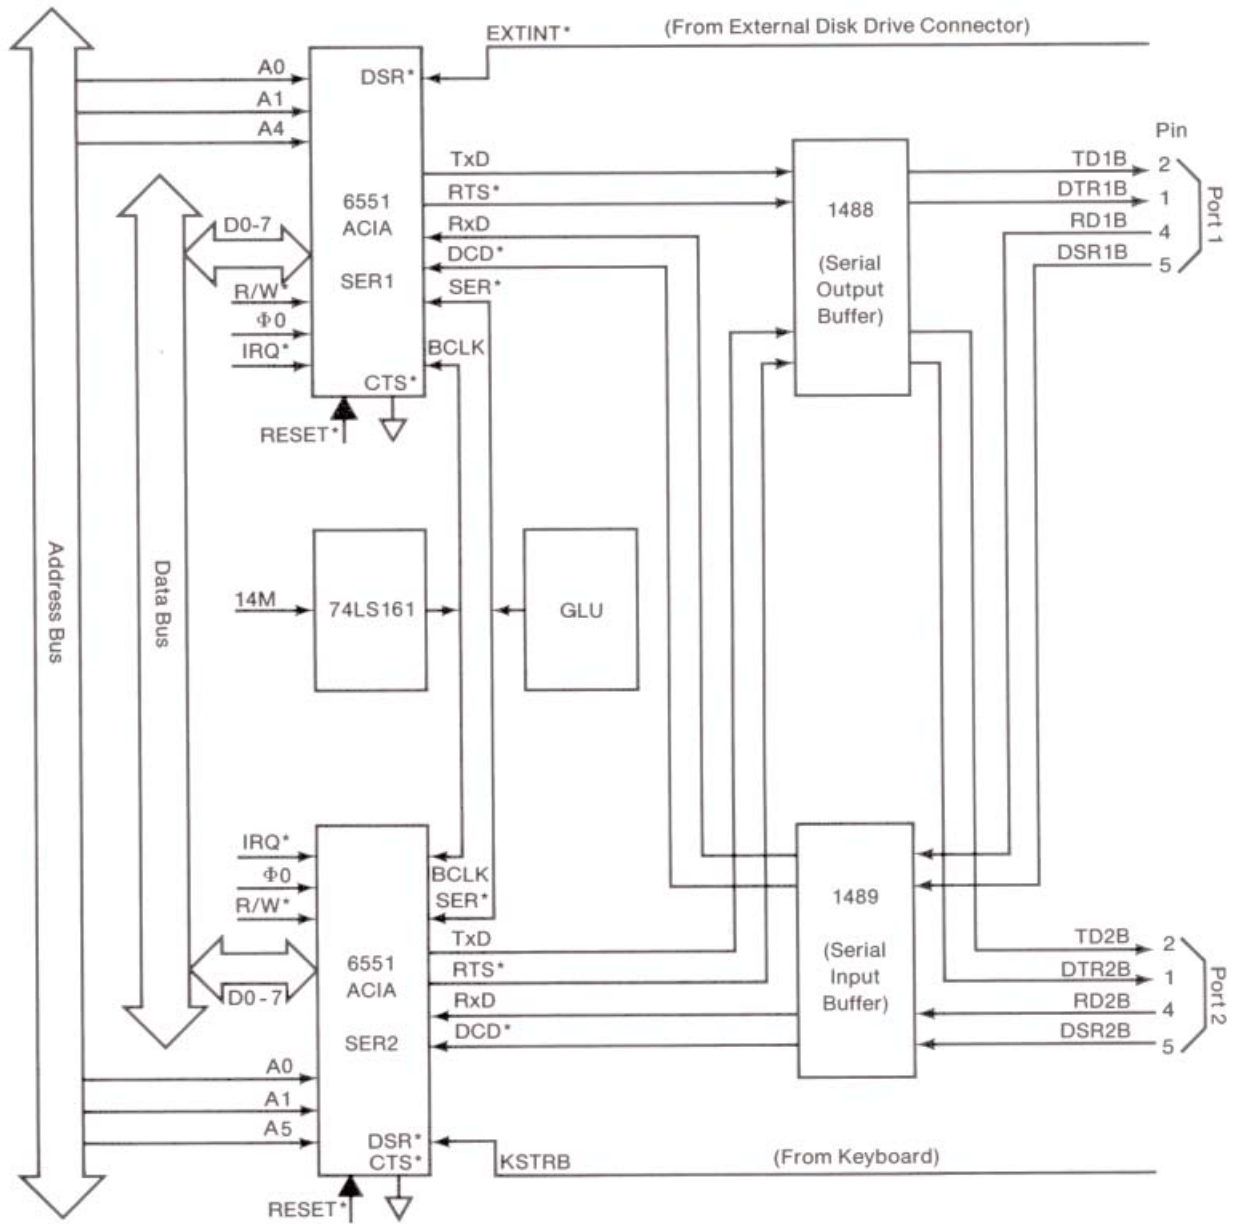 EXTINT*
(From External Disk Drive Connector)
A0
DSR*
A1
A4
Pin
TxD
TD1B
2
RTS*
DTR1B
1
6551
ACIA
SER1
1488
(Serial
Output
Buffer)
Port 1
D0-7
RxD
RD1B
4
DCD*
DSR1B
5
R/W*
SER*
Φ0
IRQ*
BCLK
CTS*
RESET*
Address Bus
Data Bus
14M
74LS161
GLU
IRQ*
Φ0
BCLK
R/W*
SER*
1489
(Serial
Input
Buffer)
TxD
TD2B
2
6551
ACIA
SER2
RTS*
DTR2B
1
D0-7
RxD
RD2B
4
Port 2
DCD*
DSR2B
5
A0
A1
A5
DSR*
CTS*
KSTRB
(From Keyboard)
RESET*